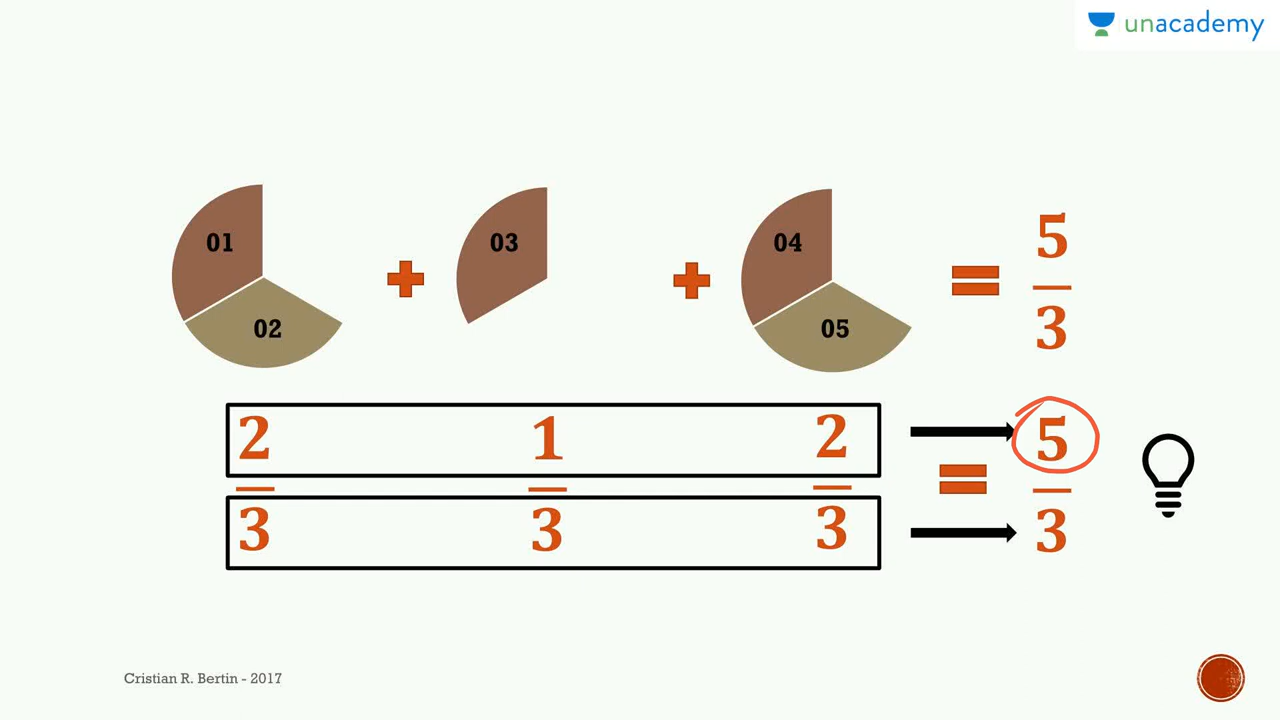 unacademy
01 02 + 03 + 04 05 = 5/3
2 1 2 → 5
3 3 3 → = 3
Cristian R. Bertin - 2017